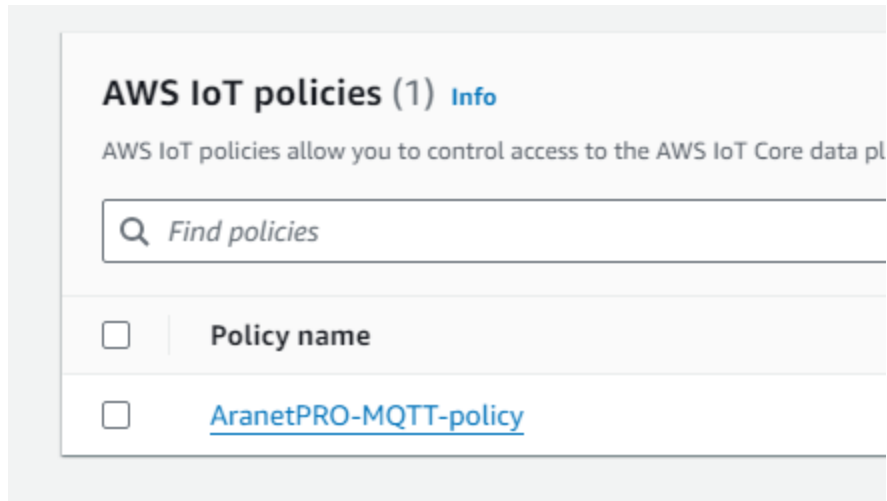 AWS IoT policies (1) Info
AWS IoT policies allow you to control access to the AWS IoT Core data pl
Find policies
Policy name
AranetPRO-MQTT-policy